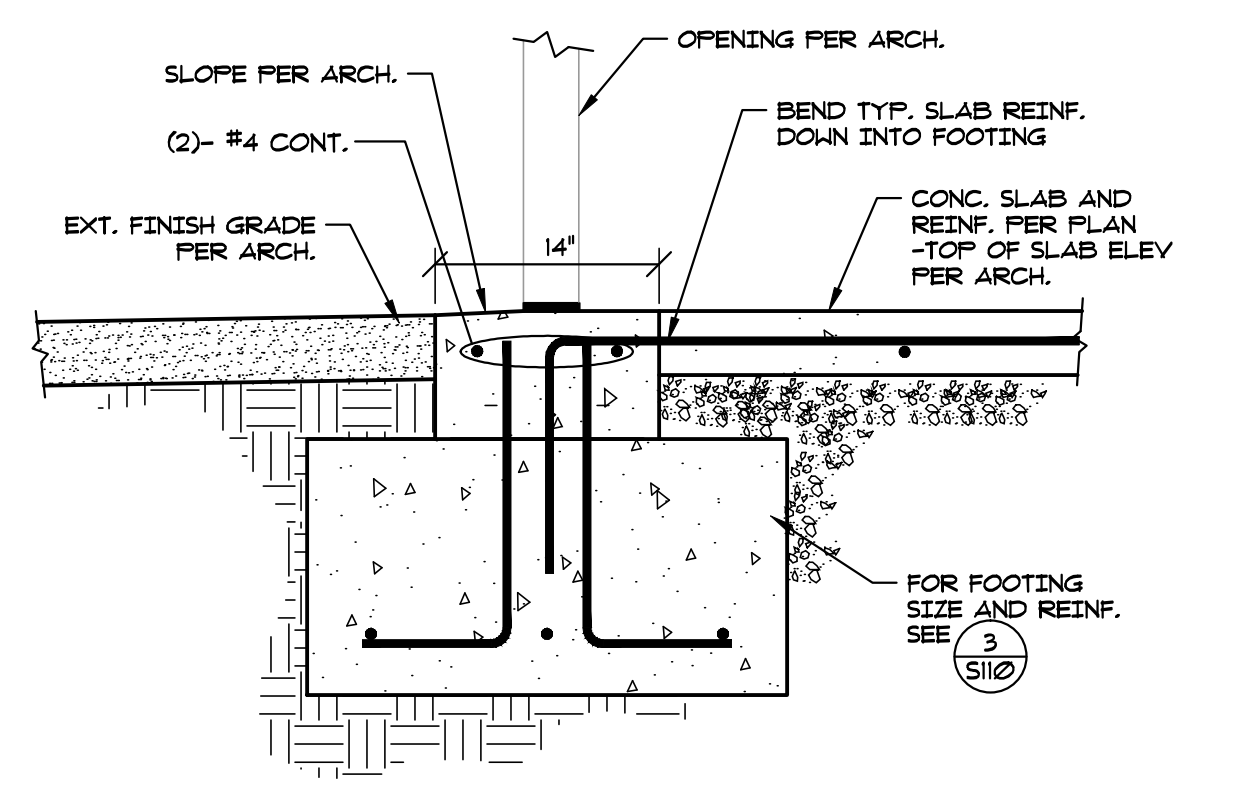 OPENING PER ARCH.
SLOPE PER ARCH.
BEND TYP. SLAB REINF.
DOWN INTO FOOTING
(2)- #4 CONT.
CONC. SLAB AND
REINF. PER PLAN
-TOP OF SLAB ELEV
PER ARCH.
EXT. FINISH GRADE
PER ARCH.
14"
FOR FOOTING
SIZE AND REINF.
SEE
3
S110